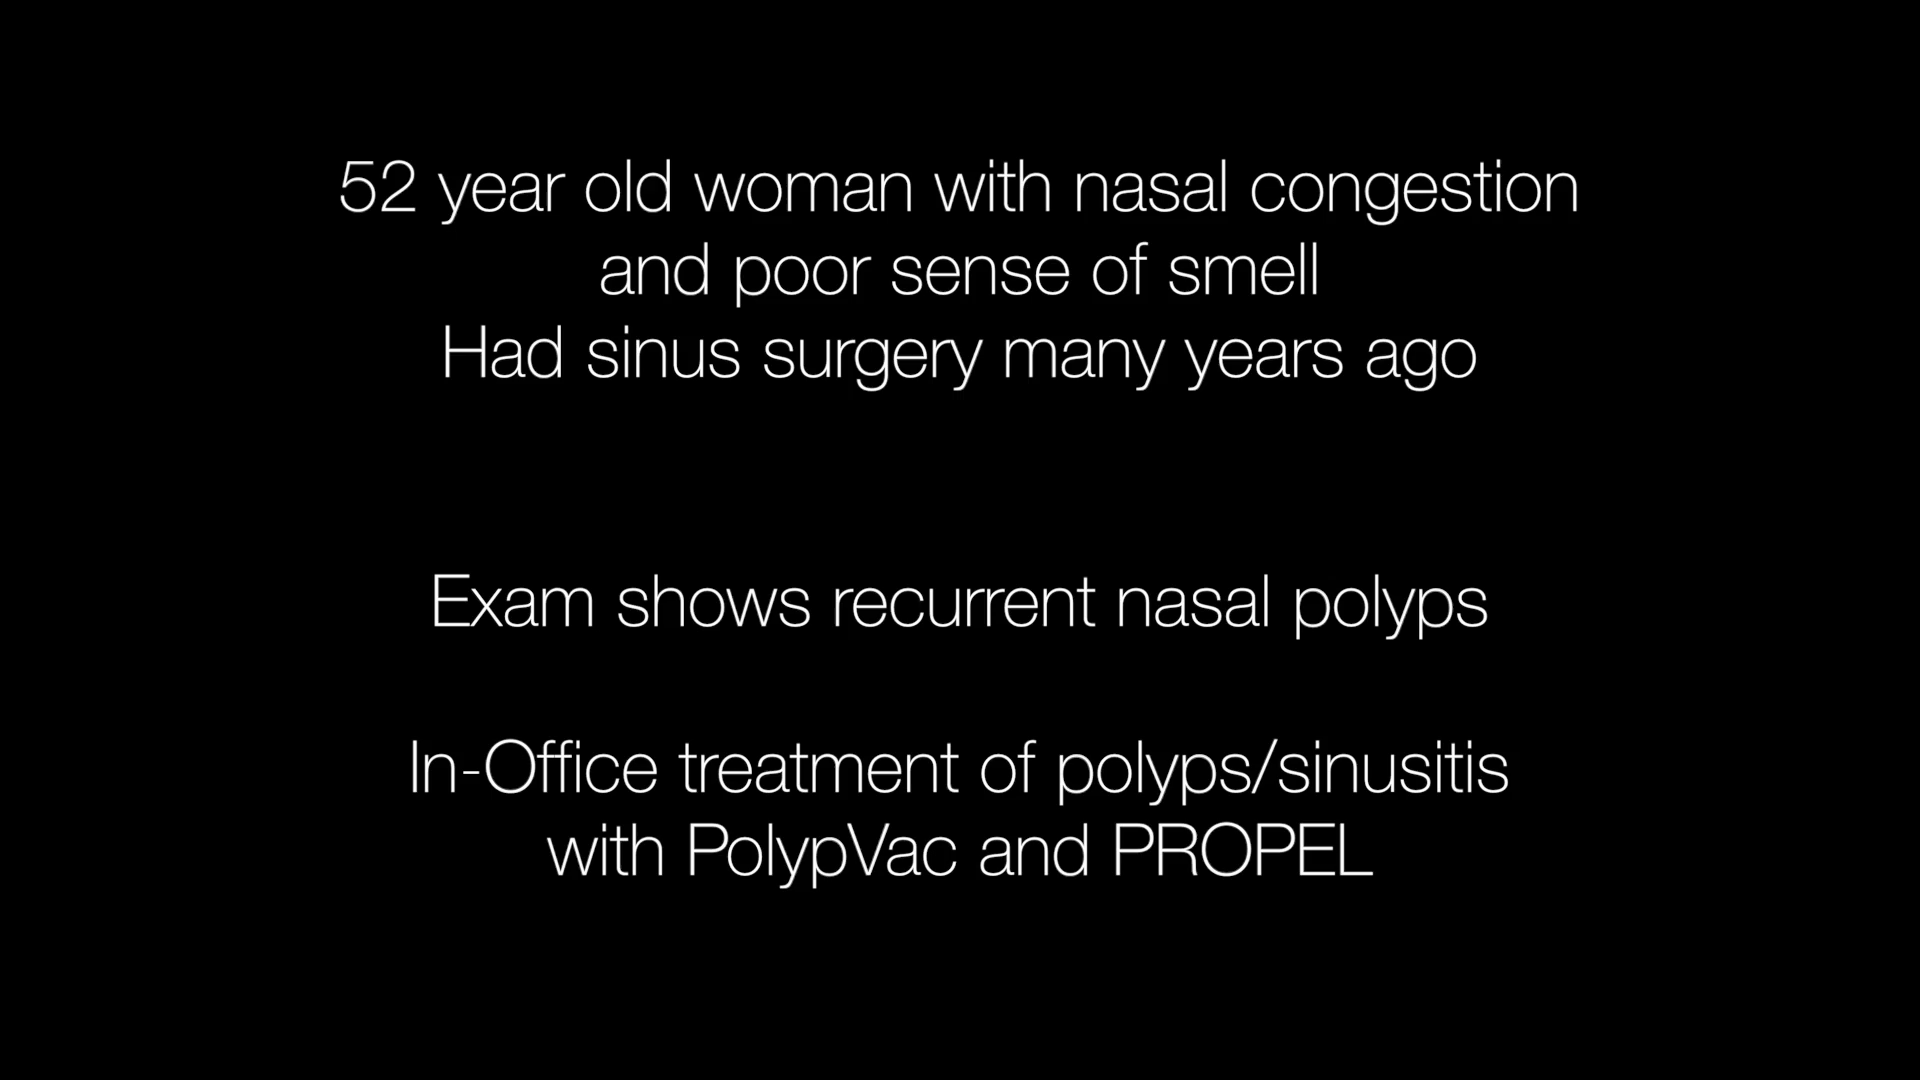 52 year old woman with nasal congestion
and poor sense of smell
Had sinus surgery many years ago
Exam shows recurrent nasal polyps
In-Office treatment of polyps/sinusitis
with PolypVac and PROPEL